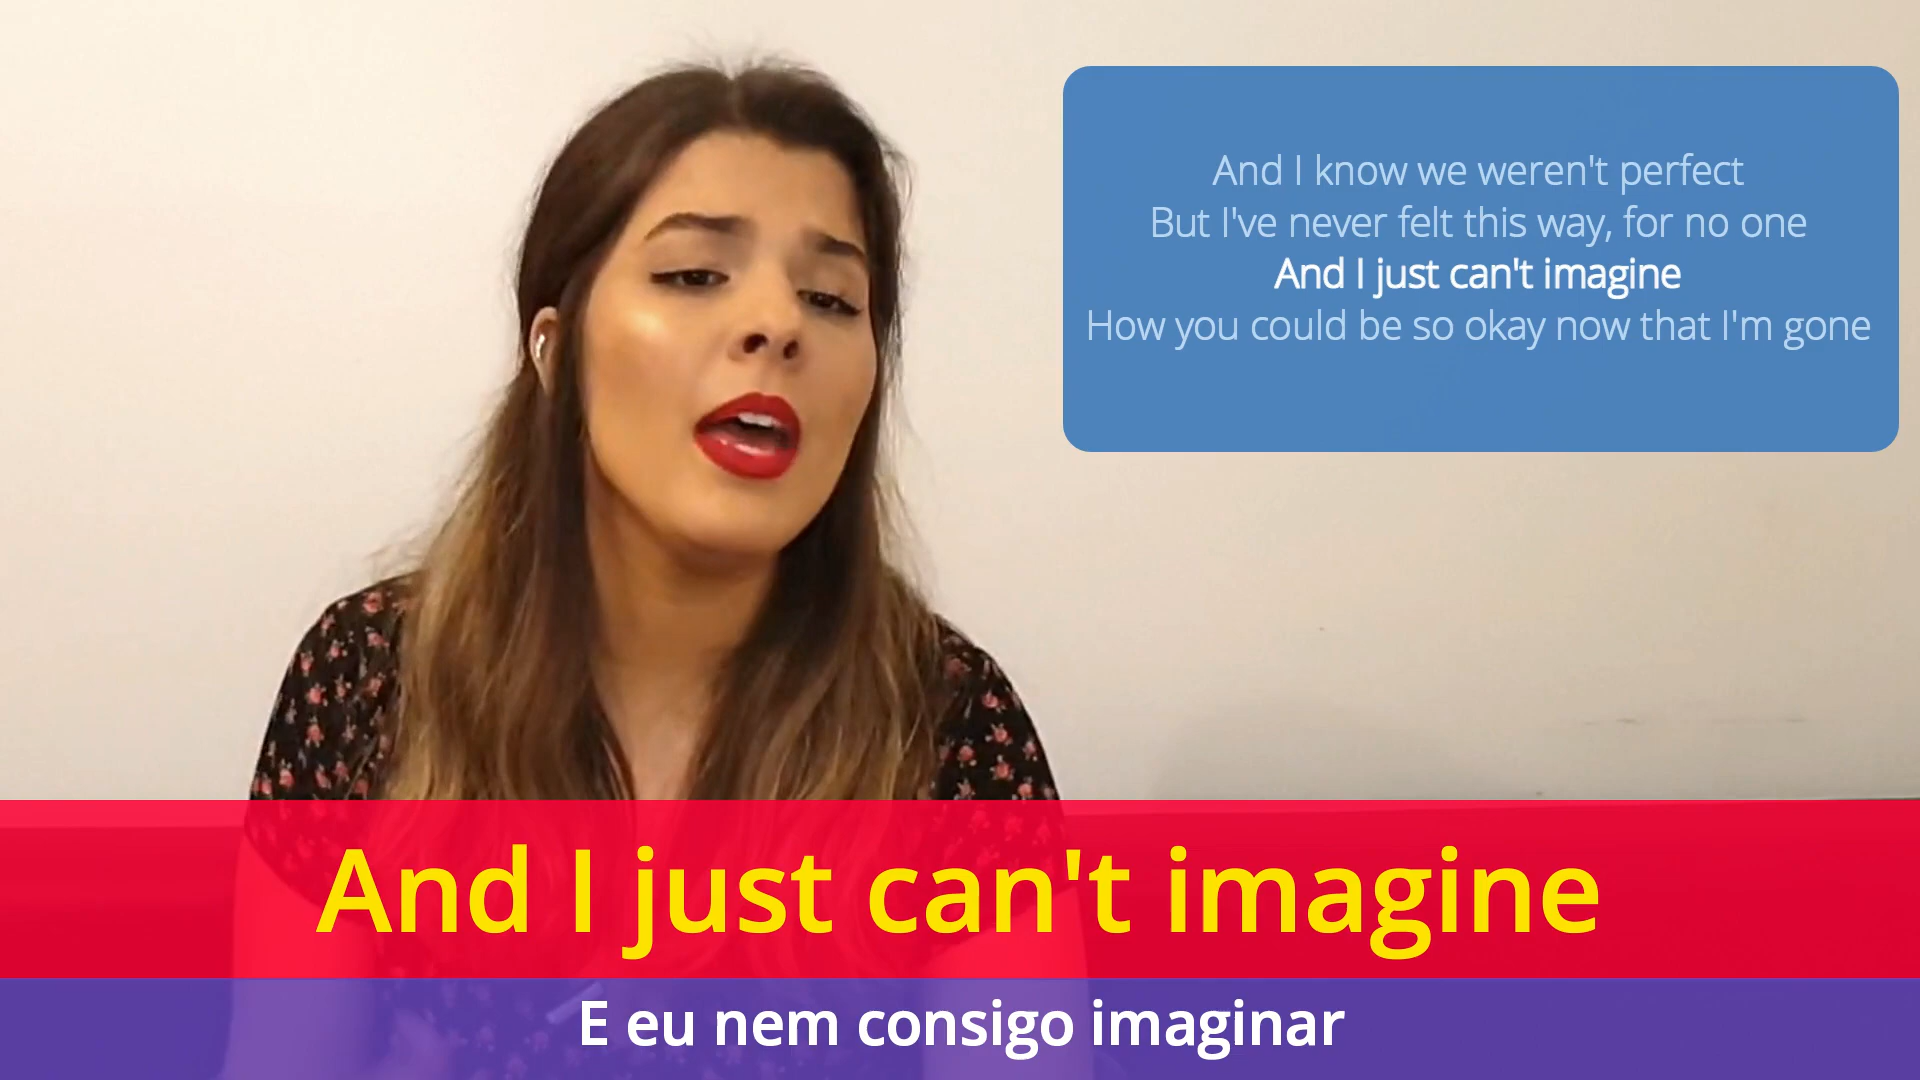 And I know we weren't perfect
But I've never felt this way, for no one
And I just can't imagine
How you could be so okay now that I'm gone
And I just can't imagine
E eu nem consigo imaginar